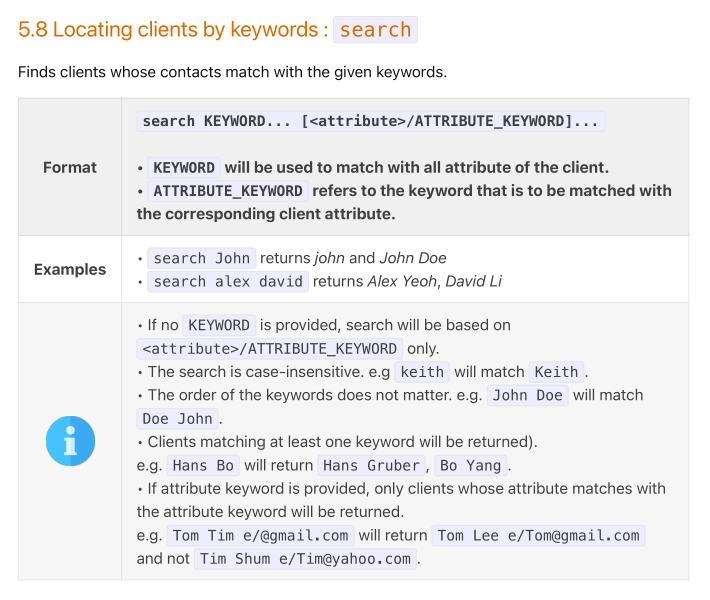 5.8 Locating clients by keywords : search
Finds clients whose contacts match with the given keywords.
Format
search KEYWORD... [<attribute>/ATTRIBUTE_KEYWORD]...
• KEYWORD will be used to match with all attribute of the client.
• ATTRIBUTE_KEYWORD refers to the keyword that is to be matched with
the corresponding client attribute.
Examples
• search John returns john and John Doe
• search alex david returns Alex Yeoh, David Li
i
• If no KEYWORD is provided, search will be based on
<attribute>/ATTRIBUTE_KEYWORD only.
• The search is case-insensitive. e.g keith will match Keith.
• The order of the keywords does not matter. e.g. John Doe will match
Doe John.
• Clients matching at least one keyword will be returned).
e.g. Hans Bo will return Hans Gruber, Bo Yang.
• If attribute keyword is provided, only clients whose attribute matches with
the attribute keyword will be returned.
e.g. Tom Tim e/@gmail.com will return Tom Lee e/Tom@gmail.com
and not Tim Shum e/Tim@yahoo.com.